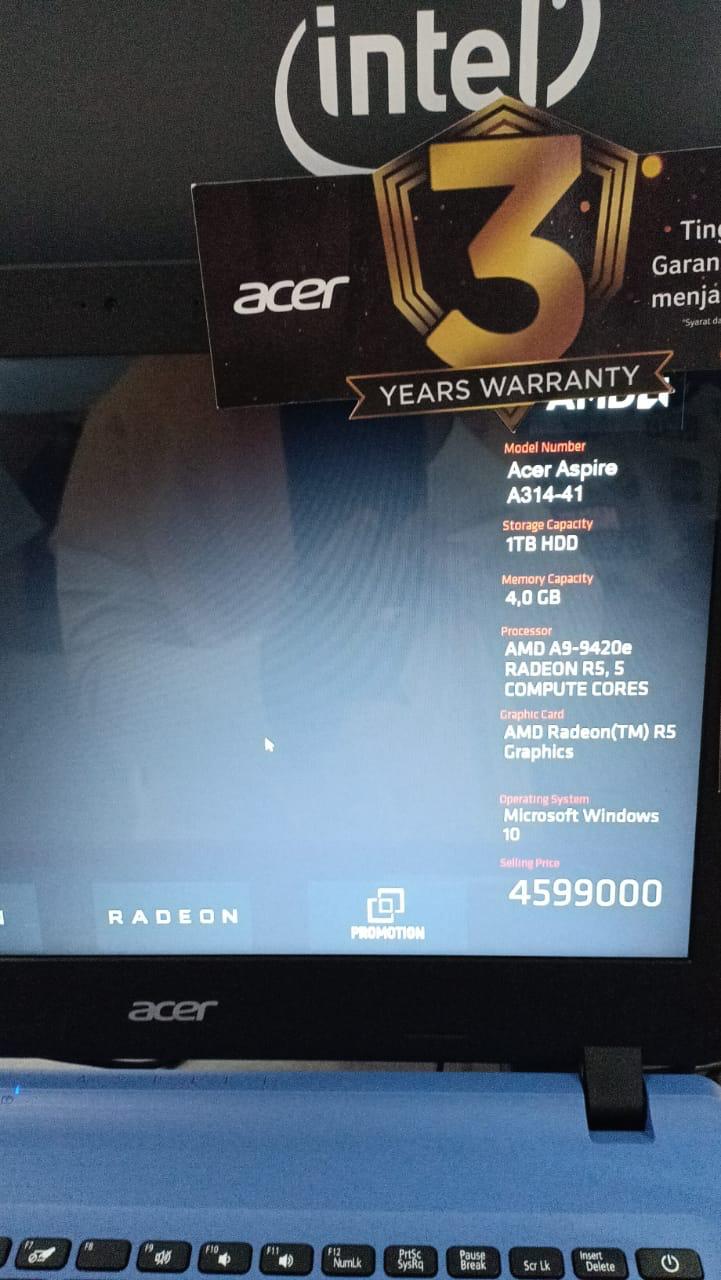 intel
3
acer
Garan
menja
YEARS WARRANTY
Model Number
Acer Aspire
A314-41
Storage Capacity
1TB HDD
Memory Capacity
4,0 GB
Processor
AMD A9-9420e
RADEON R5, 5
COMPUTE CORES
Graphic Card
AMD Radeon(TM) R5
Graphics
Operating System
Microsoft Windows
10
Selling Price
4599000
RADEON
PROMOTION
acer
F7
F8
F9
F10
F11
F12
NumLk
PrtSc
SysRq
Pause
Break
Scr Lk
Insert
Delete